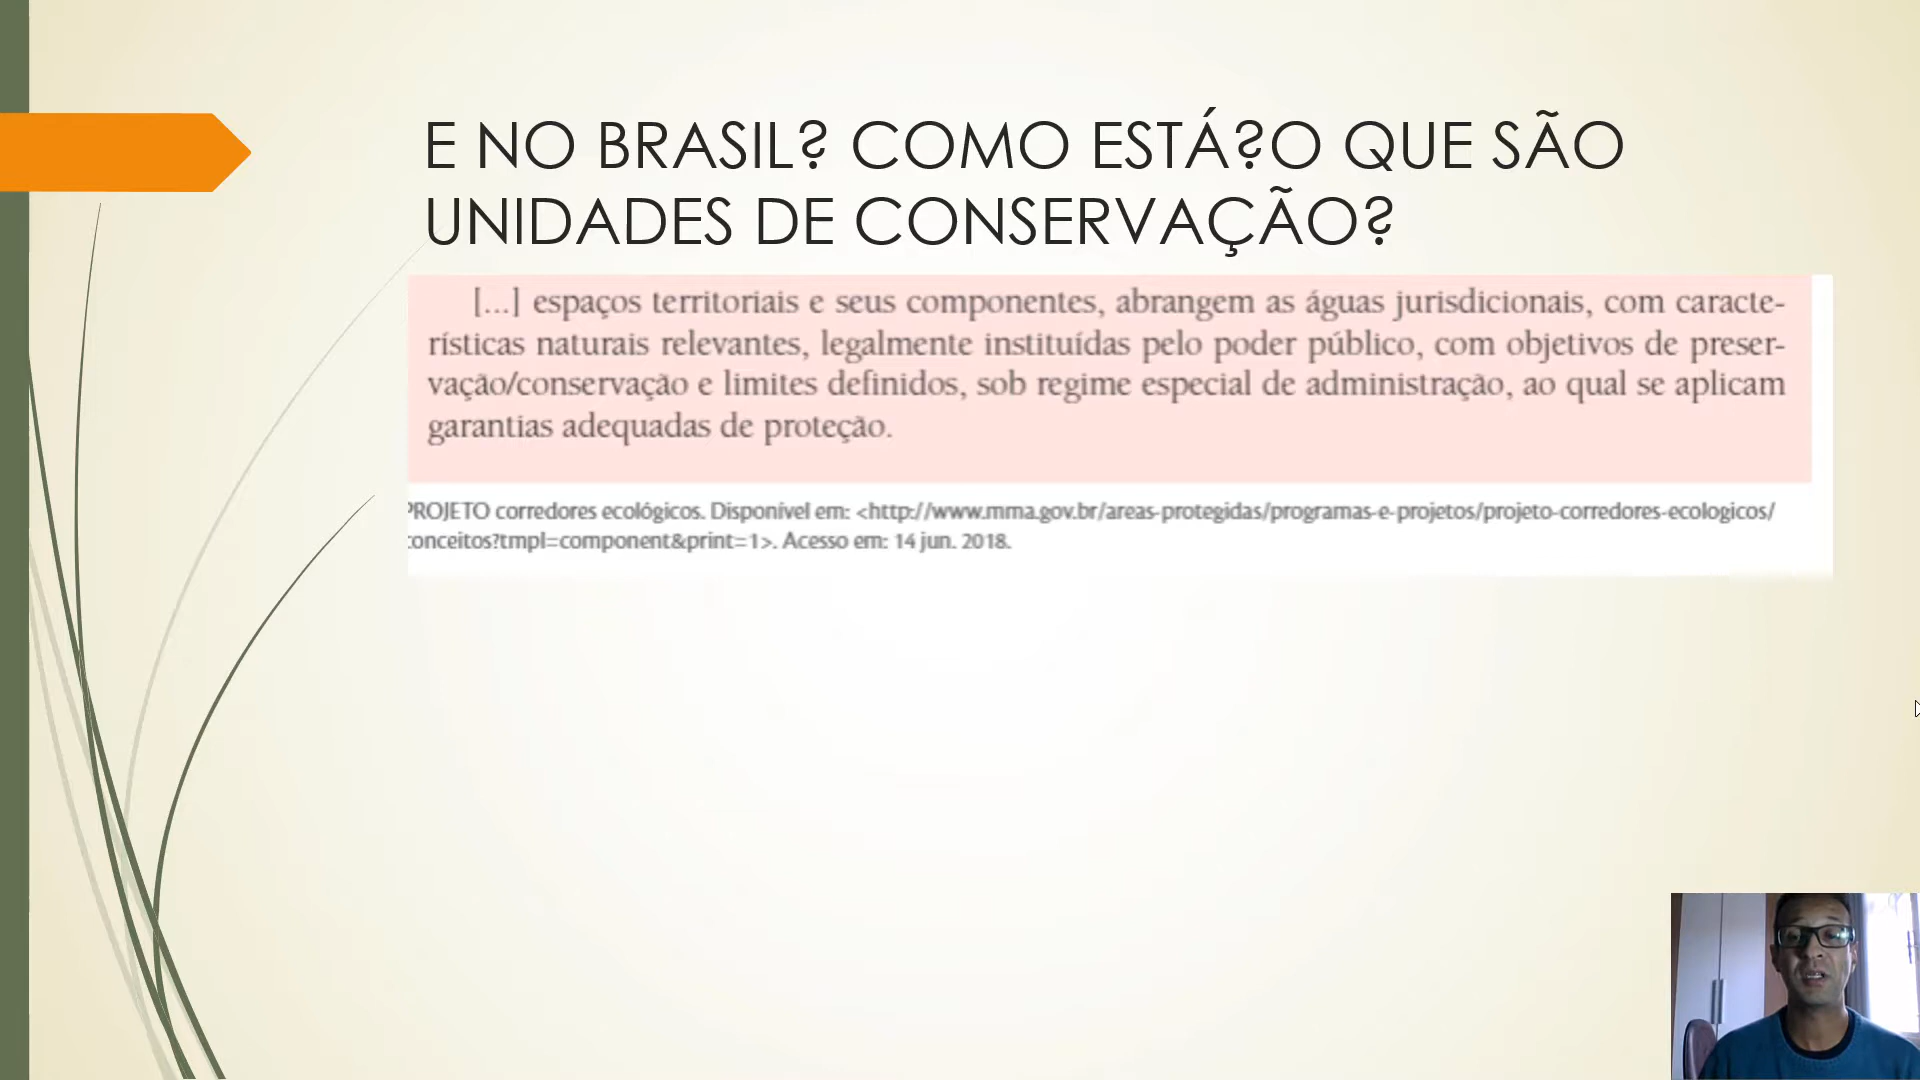 E NO BRASIL? COMO ESTÁ?O QUE SÃO
UNIDADES DE CONSERVAÇÃO?
[...] espaços territoriais e seus componentes, abrangem as águas jurisdicionais, com caracte-
rísticas naturais relevantes, legalmente instituídas pelo poder público, com objetivos de preser-
vação/conservação e limites definidos, sob regime especial de administração, ao qual se aplicam
garantias adequadas de proteção.
PROJETO corredores ecológicos. Disponível em: <http://www.mma.gov.br/areas-protegidas/programas-e-projetos/projeto-corredores-ecologicos/
conceitos?tmpl=component&print=1>. Acesso em: 14 jun. 2018.